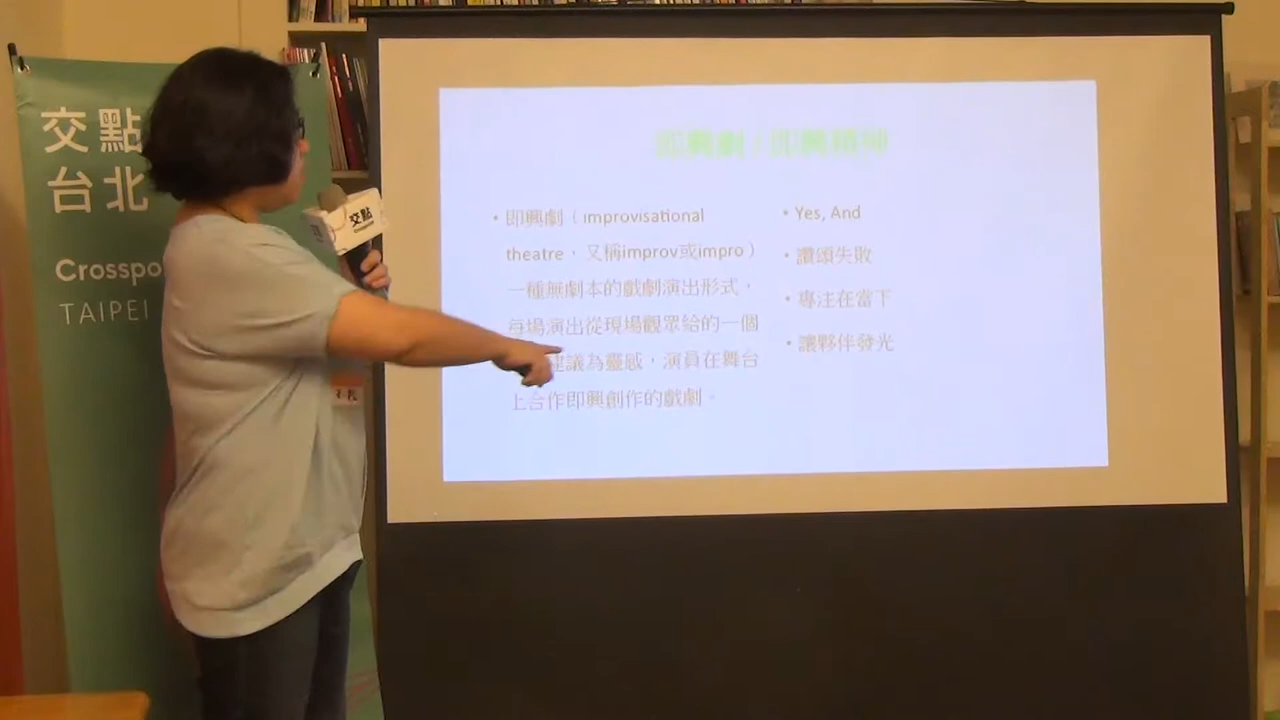 交點
台北
Crosspo
TAIPEI
交點
即興劇 / 即興精神
• 即興劇（improvisational
theatre，又稱improv或impro）
一種無劇本的戲劇演出形式，
每場演出從現場觀眾給的一個
建議為靈感，演員在舞台
上合作即興創作的戲劇。
• Yes, And
• 讚頌失敗
• 專注在當下
• 讓夥伴發光